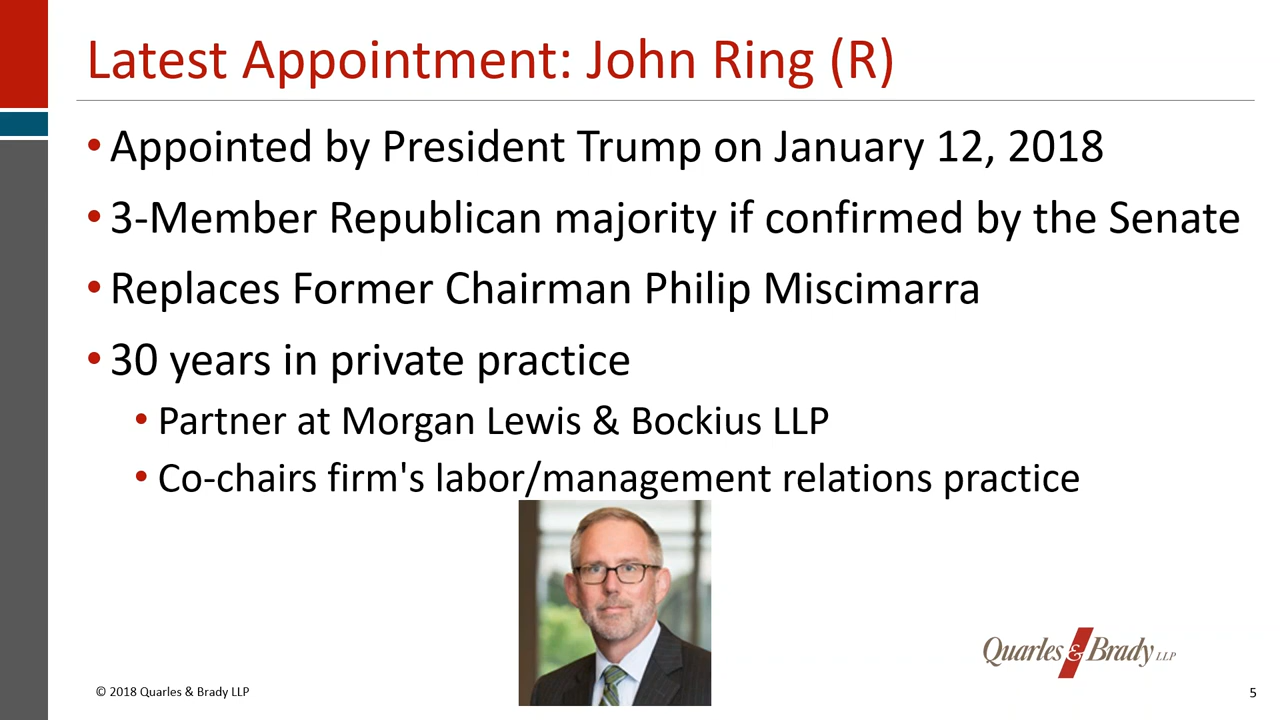 Latest Appointment: John Ring (R)
• Appointed by President Trump on January 12, 2018
• 3-Member Republican majority if confirmed by the Senate
• Replaces Former Chairman Philip Miscimarra
• 30 years in private practice
• Partner at Morgan Lewis & Bockius LLP
• Co-chairs firm's labor/management relations practice
Quarles & Brady LLP
© 2018 Quarles & Brady LLP
5